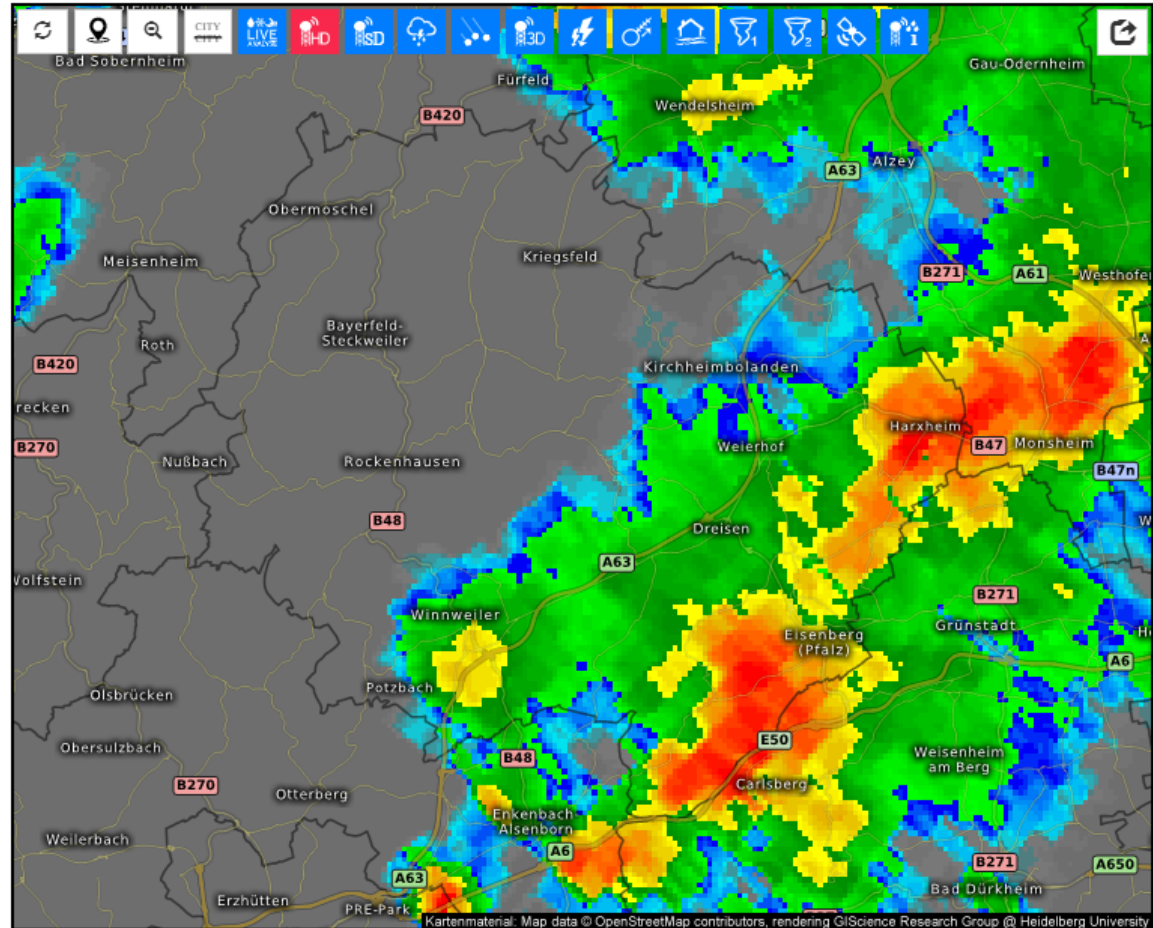 CITY
CITY
LIVE
ANALYZE
HD
SD
3D
1
2
i
Bad Sobernheim
Gau-Odernheim
Fürfeld
Wendelsheim
B420
Alzey
A63
Obermoschel
Kriegsfeld
Meisenheim
B271
A61
Westhofen
Bayerfeld-
Steckweiler
Roth
B420
Kirchheimbolanden
A
recken
Harxheim
B270
Weierhof
B47
Monsheim
Nußbach
Rockenhausen
B47n
B48
Dreisen
W
A63
Wolfstein
B271
Winnweiler
Grünstadt
Eisenberg
(Pfalz)
He
A6
Potzbach
Olsbrücken
E50
Obersulzbach
B48
Weisenheim
am Berg
B270
Carlsberg
Otterberg
Enkenbach-
Alsenborn
Weilerbach
A6
B271
A650
A63
Bad Dürkheim
Erzhütten
PRE-Park
Kartenmaterial: Map data © OpenStreetMap contributors, rendering GIScience Research Group @ Heidelberg University